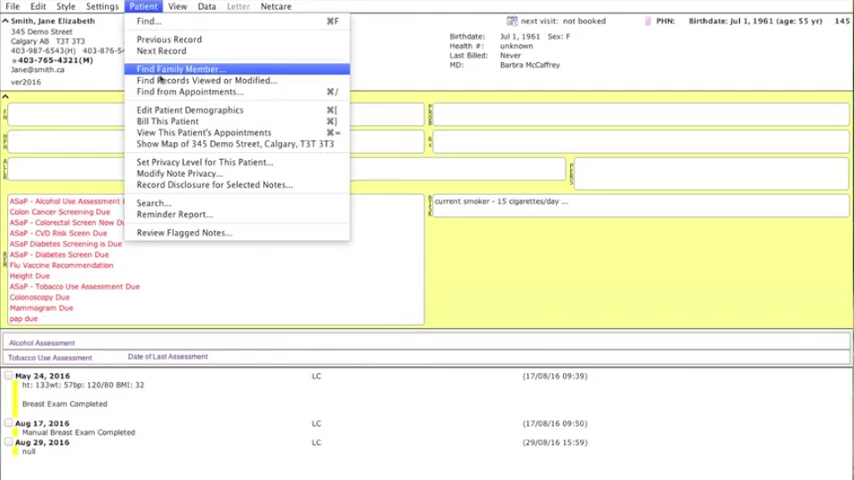 File Edit Style Settings Patient View Data Letter Netcare
Smith, Jane Elizabeth
345 Demo Street
Calgary AB T3T 3T3
403-987-6543(H) 403-876-5
★403-765-4321(M)
Jane@smith.ca
ver2016
next visit: not booked
PHN:
Birthdate: Jul 1, 1961 (age: 55 yr)
145
Birthdate: Jul 1, 1961 Sex: F
Health #: unknown
Last Billed: Never
MD: Barbra McCaffrey
Find... ⌘F
Previous Record
Next Record
Find Family Member...
Find Records Viewed or Modified...
Find from Appointments... ⌘/
Edit Patient Demographics ⌘[
Bill This Patient ⌘]
View This Patient's Appointments ⌘=
Show Map of 345 Demo Street, Calgary, T3T 3T3
Set Privacy Level for This Patient...
Modify Note Privacy...
Record Disclosure for Selected Notes...
Search...
Reminder Report...
Review Flagged Notes...
ASaP - Alcohol Use Assessment
Colon Cancer Screening Due
ASaP - Colorectal Screen Now Du
ASaP - CVD Risk Sceen Due
ASaP Diabetes Screening is Due
ASaP - Diabetes Screen Due
Flu Vaccine Recommendation
Height Due
ASaP - Tobacco Use Assessment Due
Colonoscopy Due
Mammogram Due
pap due
current smoker - 15 cigarettes/day ...
Alcohol Assessment
Tobacco Use Assessment Date of Last Assessment
May 24, 2016 LC (17/08/16 09:39)
ht: 133wt: 57bp: 120/80 BMI: 32
Breast Exam Completed
Aug 17, 2016 LC (17/08/16 09:50)
Manual Breast Exam Completed
Aug 29, 2016 LC (29/08/16 15:59)
null